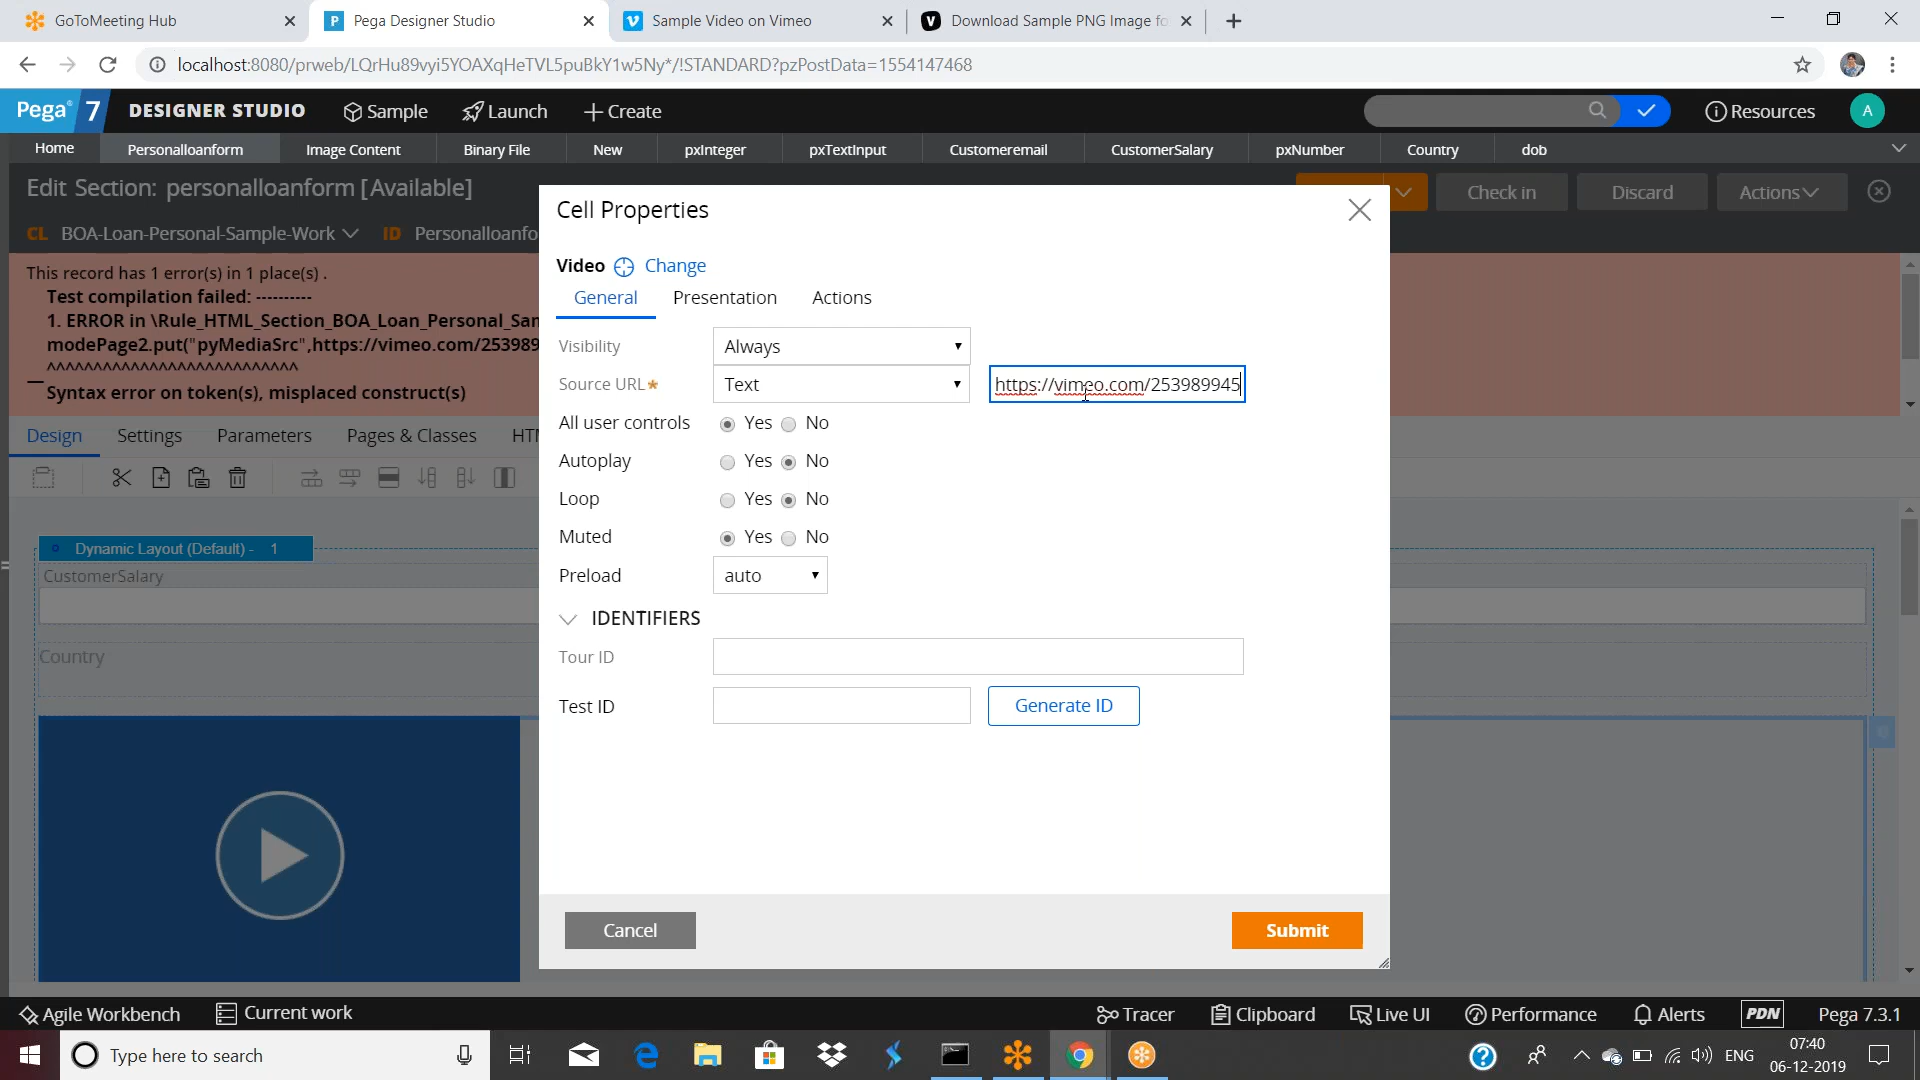 GoToMeeting Hub
Pega Designer Studio
Sample Video on Vimeo
Download Sample PNG Image fo
localhost:8080/prweb/LQrHu89vyi5YOAXqHeTVL5puBkY1w5Ny*/!STANDARD?pzPostData=1554147468
Pega 7 DESIGNER STUDIO Sample Launch Create Resources A
Home Personalloanform Image Content Binary File New pxInteger pxTextInput Customeremail CustomerSalary pxNumber Country dob
Edit Section: personalloanform [Available]
Check in Discard Actions
CL BOA-Loan-Personal-Sample-Work ID Personalloanfo
This record has 1 error(s) in 1 place(s) .
Test compilation failed: ----------
1. ERROR in \Rule_HTML_Section_BOA_Loan_Personal_San
modePage2.put("pyMediaSrc",https://vimeo.com/253989
^^^^^^^^^^^^^^^^^^^^^^^^^^^
Syntax error on token(s), misplaced construct(s)
Design Settings Parameters Pages & Classes HTM
Dynamic Layout (Default) - 1
CustomerSalary
Country
Cell Properties
Video Change
General Presentation Actions
Visibility Always
Source URL★ Text https://vimeo.com/253989945
All user controls Yes No
Autoplay Yes No
Loop Yes No
Muted Yes No
Preload auto
IDENTIFIERS
Tour ID
Test ID Generate ID
Cancel Submit
Agile Workbench Current work Tracer Clipboard Live UI Performance Alerts PDN Pega 7.3.1
Type here to search
ENG
07:40
06-12-2019